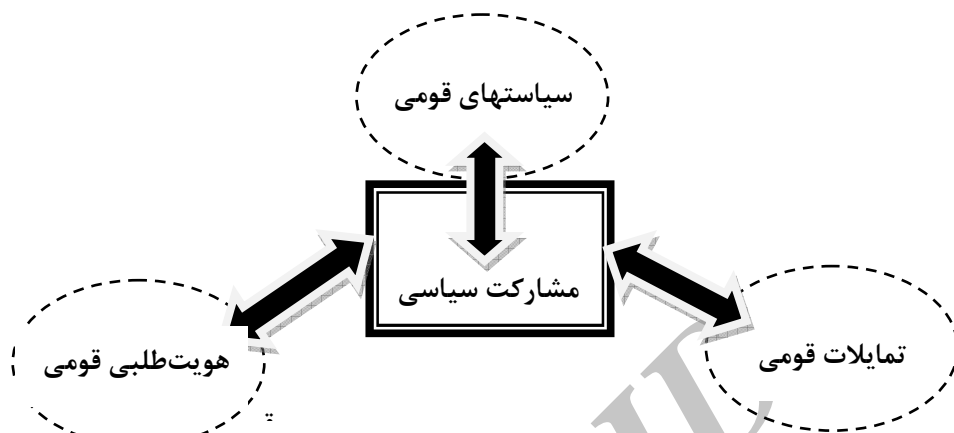 سیاستهای قومی
مشارکت سیاسی
تمایلات قومی
هویت‌طلبی قومی